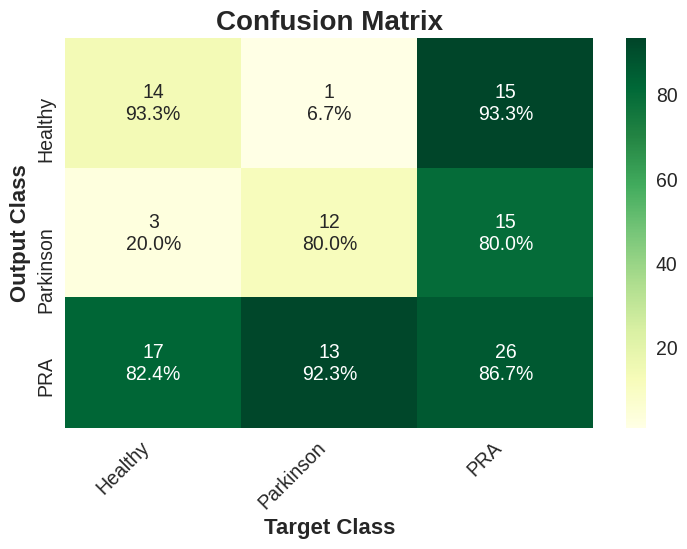 Confusion Matrix
Output Class
Healthy
14
93.3%
1
6.7%
15
93.3%
Parkinson
3
20.0%
12
80.0%
15
80.0%
PRA
17
82.4%
13
92.3%
26
86.7%
Healthy
Parkinson
PRA
Target Class
80
60
40
20